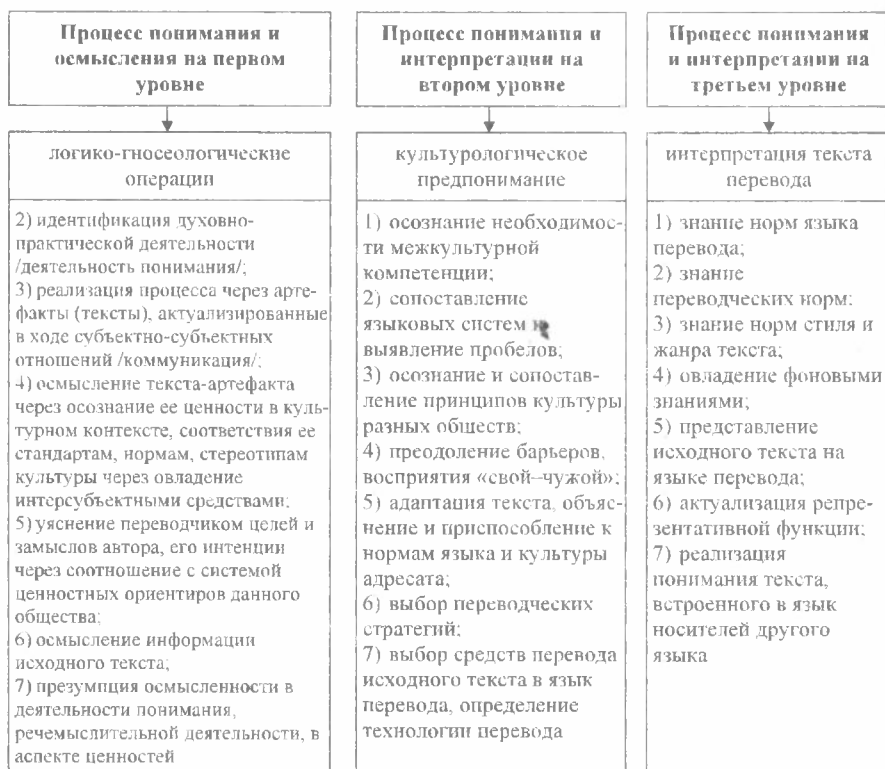 Процесс понимания и
осмысления на первом
уровне
логико-гносеологические
операции
2) идентификация духовно-
практической деятельности
/деятельность понимания/;
3) реализация процесса через арте-
факты (тексты), актуализированные
в ходе субъектно-субъектных
отношений /коммуникация/;
4) осмысление текста-артефакта
через осознание ее ценности в куль-
турном контексте, соответствия ее
стандартам, нормам, стереотипам
культуры через овладение
интерсубъектными средствами;
5) уяснение переводчиком целей и
замыслов автора, его интенции
через соотношение с системой
ценностных ориентиров данного
общества;
6) осмысление информации
исходного текста;
7) презумпция осмысленности в
деятельности понимания,
речемыслительной деятельности, в
аспекте ценностей
Процесс понимания и
интерпретации на
втором уровне
культурологическое
предпонимание
1) осознание необходимос-
ти межкультурной
компетенции;
2) сопоставление
языковых систем и
выявление пробелов;
3) осознание и сопостав-
ление принципов культуры
разных обществ;
4) преодоление барьеров,
восприятия «свой–чужой»;
5) адаптация текста, объяс-
нение и приспособление к
нормам языка и культуры
адресата;
6) выбор переводческих
стратегий;
7) выбор средств перевода
исходного текста в язык
перевода, определение
технологии перевода
Процесс понимания
и интерпретации на
третьем уровне
интерпретация текста
перевода
1) знание норм языка
перевода;
2) знание
переводческих норм;
3) знание норм стиля и
жанра текста;
4) овладение фоновыми
знаниями;
5) представление
исходного текста на
языке перевода;
6) актуализация репре-
зентативной функции;
7) реализация
понимания текста,
встроенного в язык
носителей другого
языка